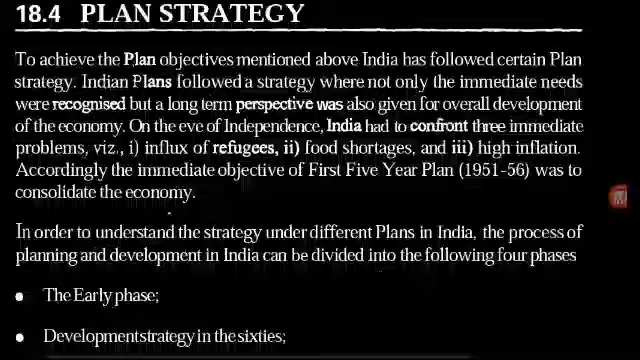 18.4 PLAN STRATEGY
To achieve the Plan objectives mentioned above India has followed certain Plan
strategy. Indian Plans followed a strategy where not only the immediate needs
were recognised but a long term perspective was also given for overall development
of the economy. On the eve of Independence, India had to confront three immediate
problems, viz., i) influx of refugees, ii) food shortages, and iii) high inflation.
Accordingly the immediate objective of First Five Year Plan (1951-56) was to
consolidate the economy.
In order to understand the strategy under different Plans in India, the process of
planning and development in India can be divided into the following four phases
• The Early phase;
• Development strategy in the sixties;